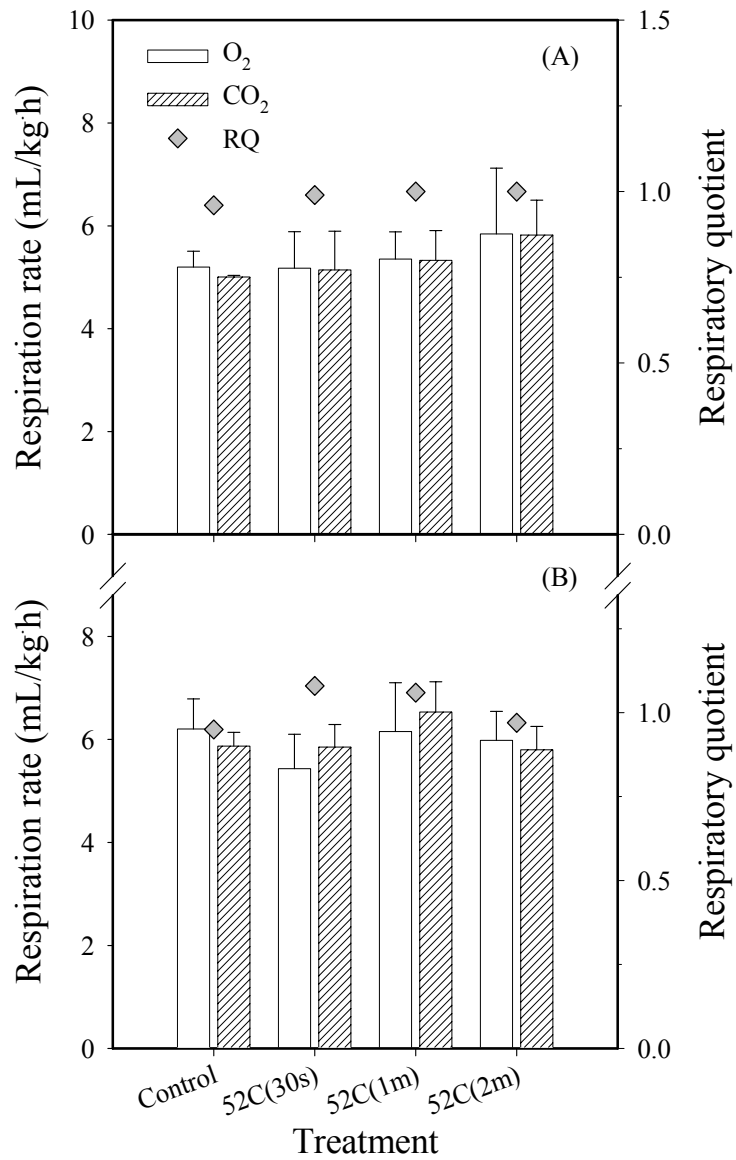 10
8
6
4
2
0
Respiration rate (mL/kg·h)
O2
CO2
RQ
(A)
1.5
1.0
0.5
0.0
Respiratory quotient
(B)
8
6
4
2
0
Respiration rate (mL/kg·h)
1.0
0.5
0.0
Respiratory quotient
Control
52C(30s)
52C(1m)
52C(2m)
Treatment